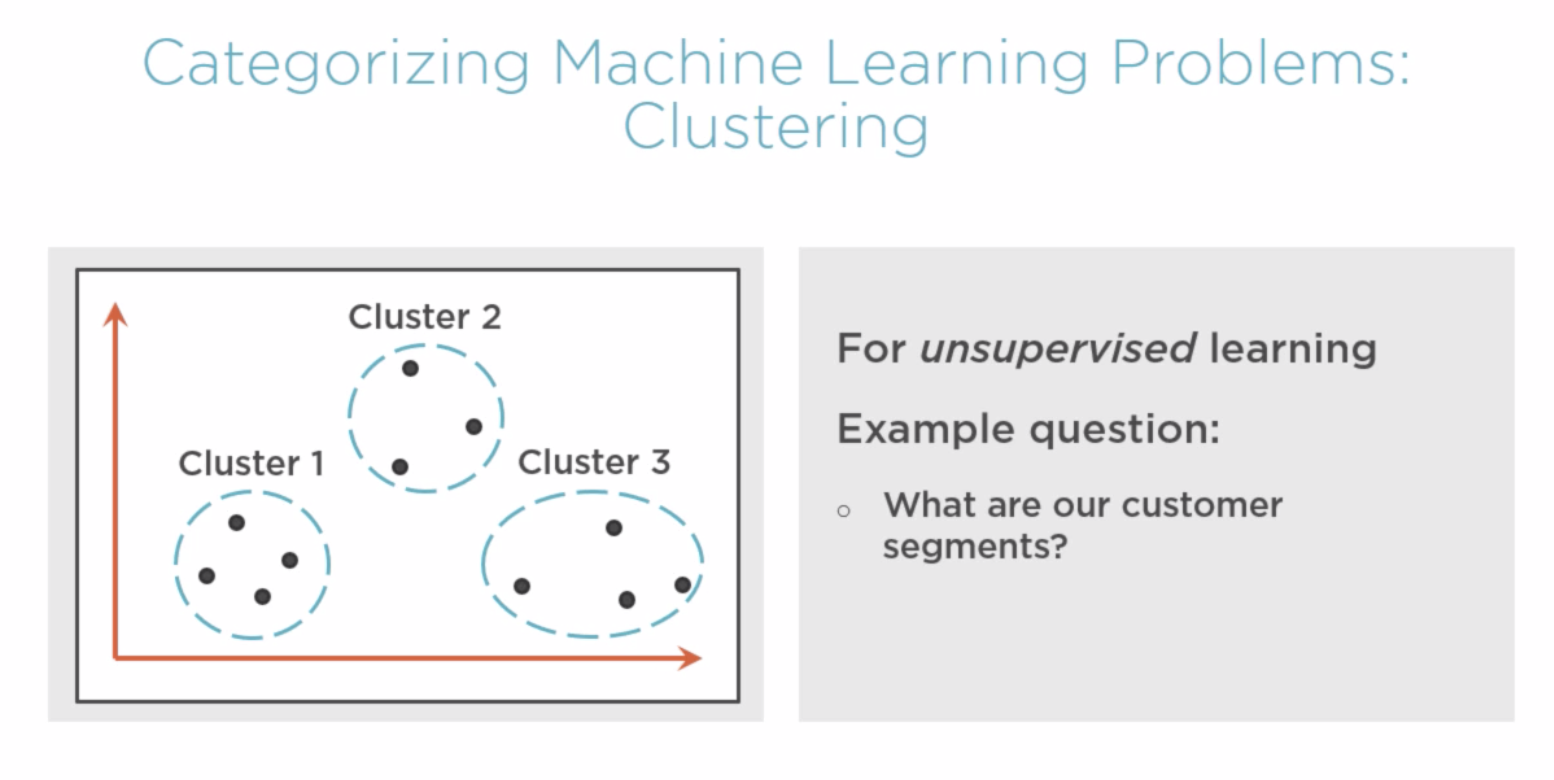 Categorizing Machine Learning Problems:
Clustering
Cluster 2
Cluster 1
Cluster 3
For unsupervised learning
Example question:
What are our customer
segments?